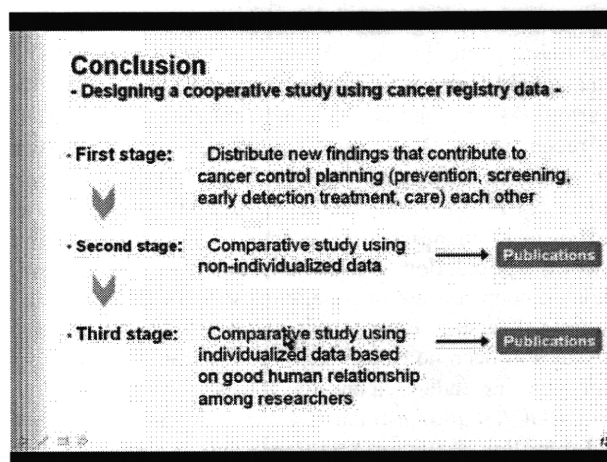 Conclusion
- Designing a cooperative study using cancer registry data -
• First stage: Distribute new findings that contribute to
cancer control planning (prevention, screening,
early detection treatment, care) each other
• Second stage: Comparative study using
non-individualized data
Publications
• Third stage: Comparative study using
individualized data based
on good human relationship
among researchers
Publications